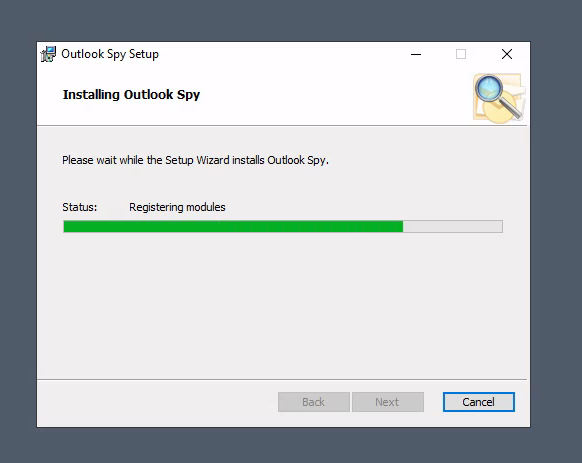 Outlook Spy Setup
Installing Outlook Spy
Please wait while the Setup Wizard installs Outlook Spy.
Status: Registering modules
Back Next Cancel